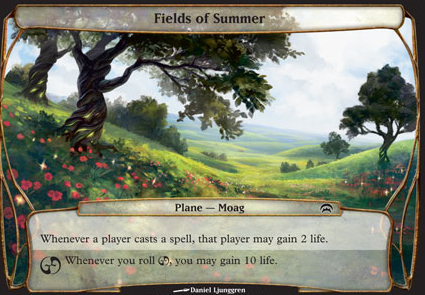 Fields of Summer
Plane — Moag
Whenever a player casts a spell, that player may gain 2 life.
Whenever you roll , you may gain 10 life.
Daniel Ljunggren